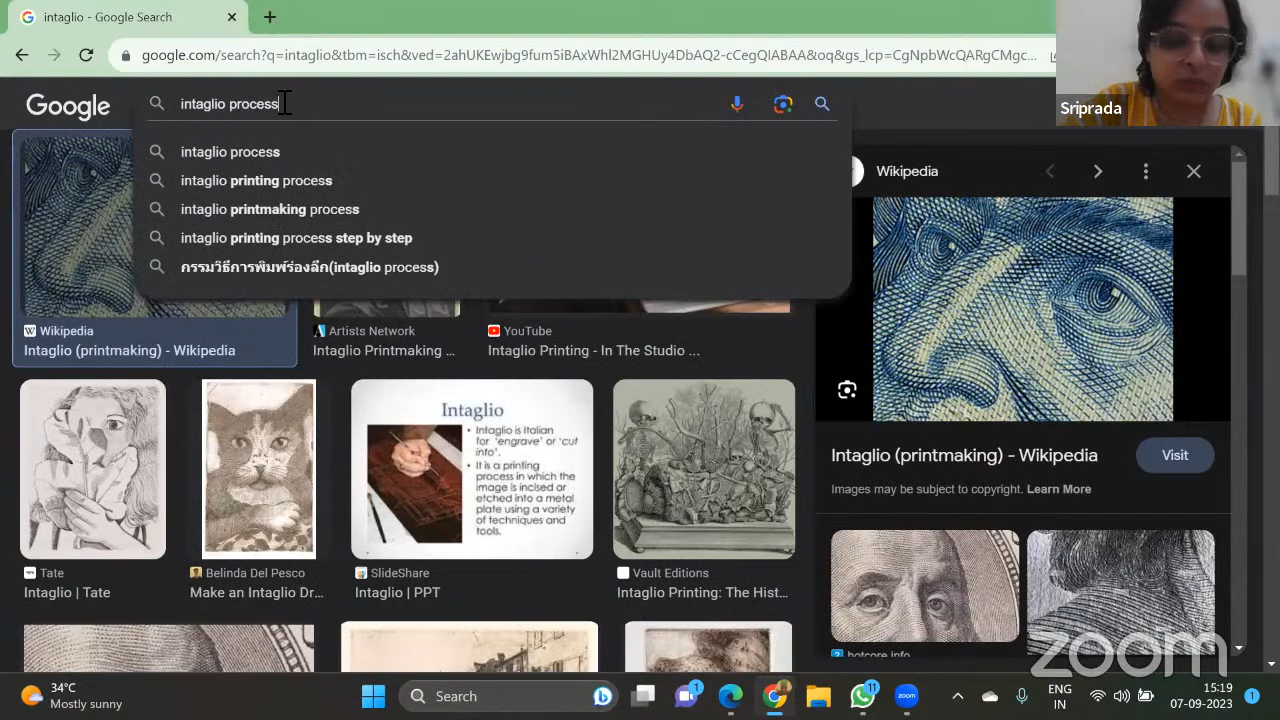 intaglio - Google Search
google.com/search?q=intaglio&tbm=isch&ved=2ahUKEwjbg9fum5iBAxWhl2MGHUy4DbAQ2-cCegQIABAA&oq&gs_lcp=CgNpbWcQARgCMgc...
Sriprada
Google
intaglio process
intaglio process
intaglio printing process
intaglio printmaking process
intaglio printing process step by step
กรรมวิธีการพิมพ์ร่องลึก(intaglio process)
Wikipedia
Wikipedia
Intaglio (printmaking) - Wikipedia
Artists Network
Intaglio Printmaking ...
YouTube
Intaglio Printing - In The Studio ...
Intaglio
• Intaglio is Italian
for 'engrave' or 'cut
into'.
• It is a printing
process in which the
image is incised or
etched into a metal
plate using a variety
of techniques and
tools.
Intaglio (printmaking) - Wikipedia
Visit
Images may be subject to copyright. Learn More
Tate
Intaglio | Tate
Belinda Del Pesco
Make an Intaglio Dr...
SlideShare
Intaglio | PPT
Vault Editions
Intaglio Printing: The Hist...
hotcore.info
zoom
34°C
Mostly sunny
Search
1
11
zoom
ENG
IN
15:19
07-09-2023
1